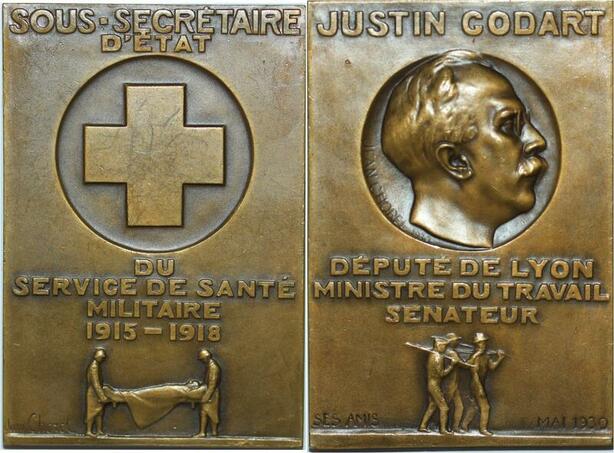 SOUS-SECRÉTAIRE
D'ÉTAT
DU
SERVICE DE SANTÉ
MILITAIRE
1915-1918
JUSTIN GODART
DÉPUTÉ DE LYON
MINISTRE DU TRAVAIL
SENATEUR
SES AMIS
MAI 1930